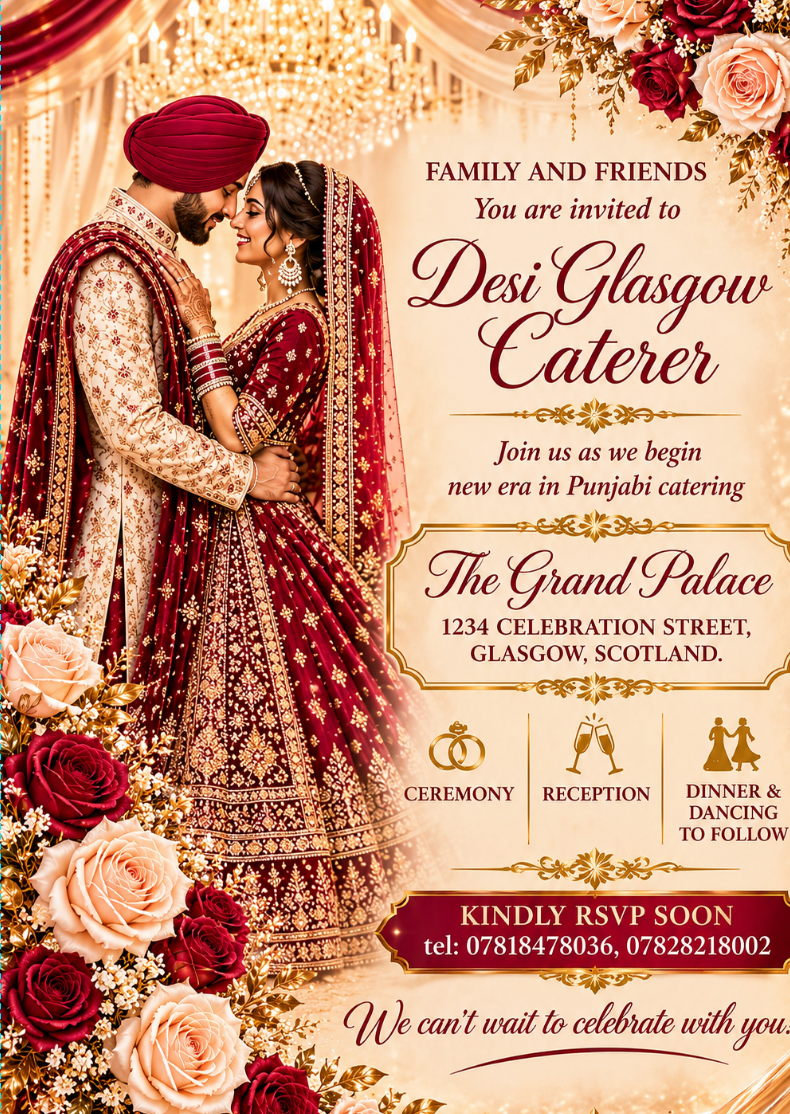 FAMILY AND FRIENDS
You are invited to
Desi Glasgow
Caterer
Join us as we begin
new era in Punjabi catering
The Grand Palace
1234 CELEBRATION STREET,
GLASGOW, SCOTLAND.
CEREMONY
RECEPTION
DINNER &
DANCING
TO FOLLOW
KINDLY RSVP SOON
tel: 07818478036, 07828218002
We can't wait to celebrate with you.